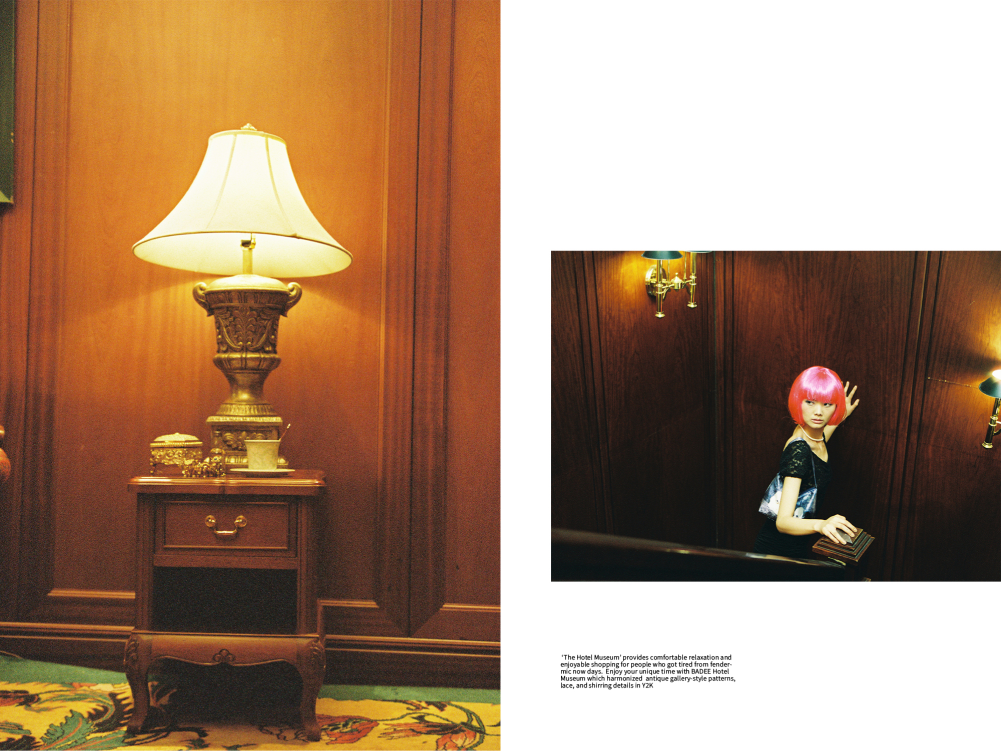 'The Hotel Museum' provides comfortable relaxation and
enjoyable shopping for people who got tired from fender-
mic now days.  Enjoy your unique time with BADEE Hotel
Museum which harmonized  antique gallery-style patterns,
lace, and shirring details in Y2K